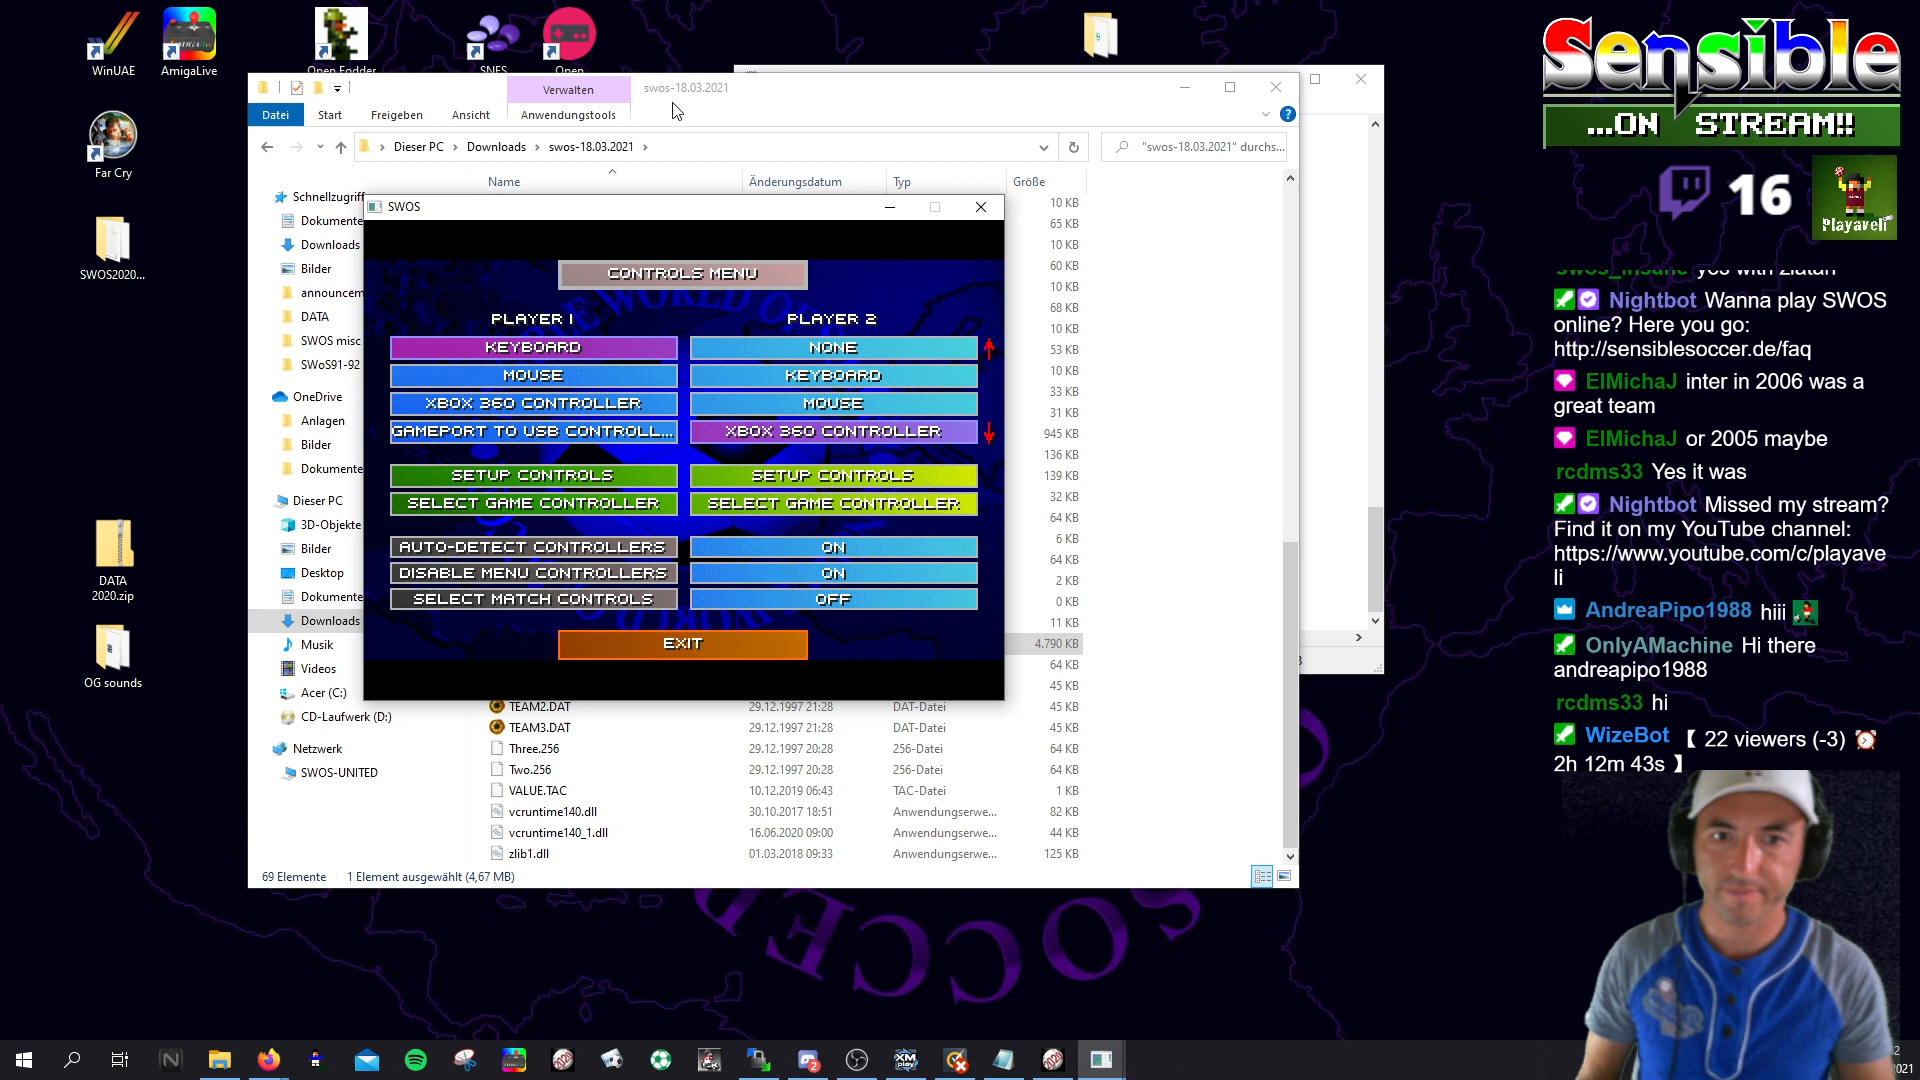 WinUAE
AmigaLive
Open Fodder
SNES
Open
Far Cry
SWOS2020...
DATA
2020.zip
OG sounds
Verwalten
swos-18.03.2021
Datei
Start
Freigeben
Ansicht
Anwendungstools
Dieser PC
Downloads
swos-18.03.2021
"swos-18.03.2021" durchs...
Name
Änderungsdatum
Typ
Größe
Schnellzugriff
Dokumente
Downloads
Bilder
announcem
DATA
SWOS misc
SWoS91-92
OneDrive
Anlagen
Bilder
Dokumente
Dieser PC
3D-Objekte
Bilder
Desktop
Dokumente
Downloads
Musik
Videos
Acer (C:)
CD-Laufwerk (D:)
Netzwerk
SWOS-UNITED
SWOS
CONTROLS MENU
PLAYER 1
PLAYER 2
KEYBOARD
NONE
MOUSE
KEYBOARD
XBOX 360 CONTROLLER
MOUSE
GAMEPORT TO USB CONTROLL...
XBOX 360 CONTROLLER
SETUP CONTROLS
SETUP CONTROLS
SELECT GAME CONTROLLER
SELECT GAME CONTROLLER
AUTO-DETECT CONTROLLERS
ON
DISABLE MENU CONTROLLERS
ON
SELECT MATCH CONTROLS
OFF
EXIT
10 KB
65 KB
10 KB
60 KB
10 KB
68 KB
10 KB
53 KB
10 KB
33 KB
31 KB
945 KB
136 KB
139 KB
32 KB
64 KB
6 KB
64 KB
2 KB
0 KB
11 KB
4.790 KB
64 KB
45 KB
TEAM2.DAT 29.12.1997 21:28 DAT-Datei 45 KB
TEAM3.DAT 29.12.1997 21:28 DAT-Datei 45 KB
Three.256 29.12.1997 20:28 256-Datei 64 KB
Two.256 29.12.1997 20:28 256-Datei 64 KB
VALUE.TAC 10.12.2019 06:43 TAC-Datei 1 KB
vcruntime140.dll 30.10.2017 18:51 Anwendungserwe... 82 KB
vcruntime140_1.dll 16.06.2020 09:00 Anwendungserwe... 44 KB
zlib1.dll 01.03.2018 09:33 Anwendungserwe... 125 KB
69 Elemente
1 Element ausgewählt (4,67 MB)
SOCCER
Sensible
...ON STREAM!!
16
Playaveli
swos_insane yes with zlatan
Nightbot Wanna play SWOS
online? Here you go:
http://sensiblesoccer.de/faq
ElMichaJ inter in 2006 was a
great team
ElMichaJ or 2005 maybe
rcdms33 Yes it was
Nightbot Missed my stream?
Find it on my YouTube channel:
https://www.youtube.com/c/playave
li
AndreaPipo1988 hiii
OnlyAMachine Hi there
andreapipo1988
rcdms33 hi
WizeBot 【 22 viewers (-3) ⏰
2h 12m 43s 】